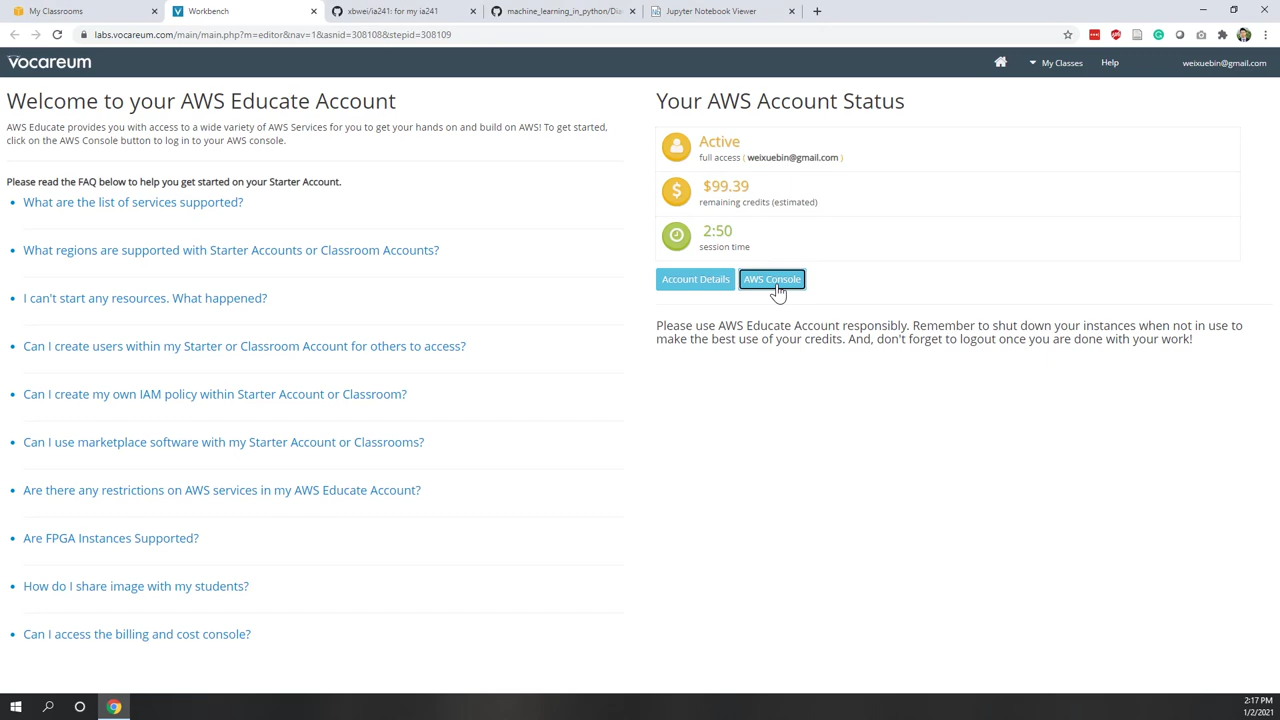 My Classrooms
Workbench
xbwei/ia241: for my ia241
machine_learning_in_python/Dia
Jupyter Notebook Viewer
labs.vocareum.com/main/main.php?m=editor&nav=1&asnid=308108&stepid=308109
vocareum
My Classes
Help
weixuebin@gmail.com
Welcome to your AWS Educate Account
AWS Educate provides you with access to a wide variety of AWS Services for you to get your hands on and build on AWS! To get started,
click on the AWS Console button to log in to your AWS console.
Please read the FAQ below to help you get started on your Starter Account.
• What are the list of services supported?
• What regions are supported with Starter Accounts or Classroom Accounts?
• I can't start any resources. What happened?
• Can I create users within my Starter or Classroom Account for others to access?
• Can I create my own IAM policy within Starter Account or Classroom?
• Can I use marketplace software with my Starter Account or Classrooms?
• Are there any restrictions on AWS services in my AWS Educate Account?
• Are FPGA Instances Supported?
• How do I share image with my students?
• Can I access the billing and cost console?
Your AWS Account Status
Active
full access ( weixuebin@gmail.com )
$99.39
remaining credits (estimated)
2:50
session time
Account Details
AWS Console
Please use AWS Educate Account responsibly. Remember to shut down your instances when not in use to
make the best use of your credits. And, don't forget to logout once you are done with your work!
2:17 PM
1/2/2021